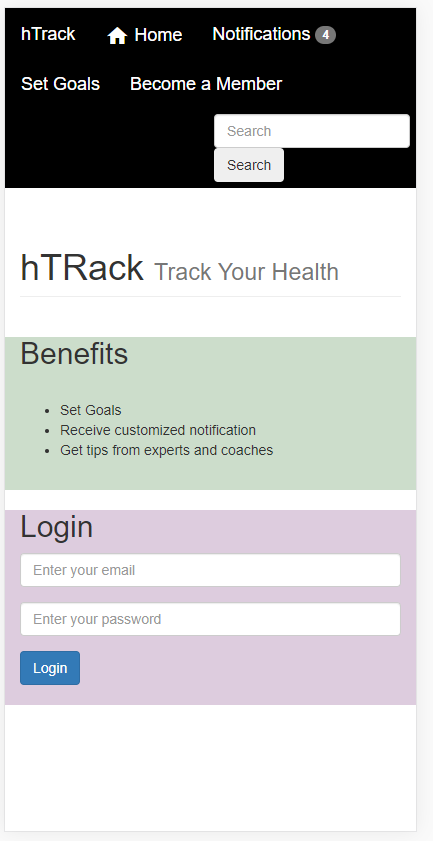 hTrack Home Notifications 4
Set Goals Become a Member
Search
Search
hTRack Track Your Health
Benefits
Set Goals
Receive customized notification
Get tips from experts and coaches
Login
Enter your email
Enter your password
Login